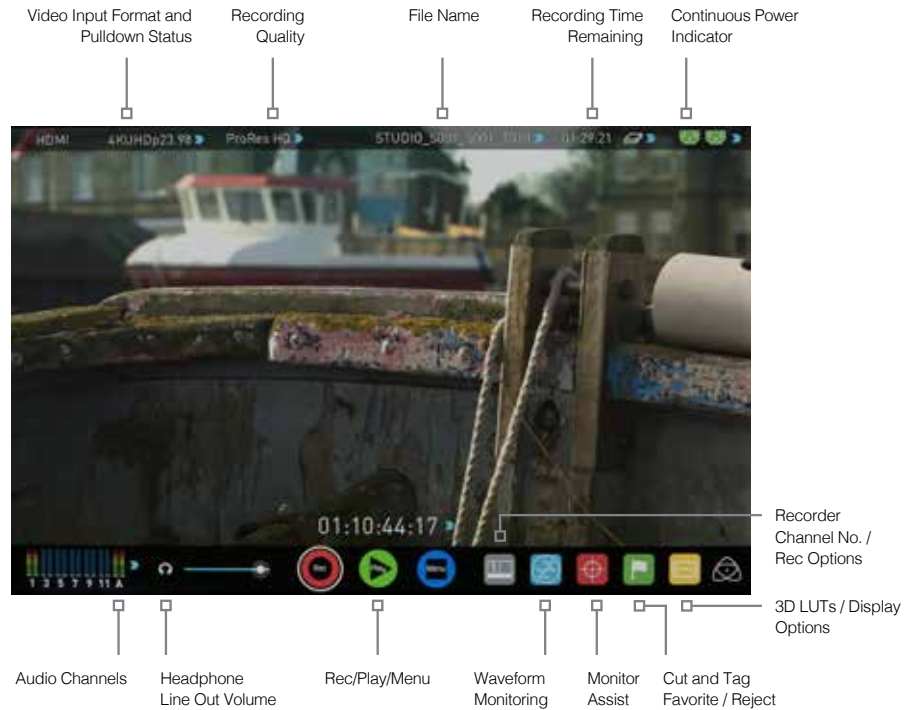 Video Input Format and
Pulldown Status
Recording
Quality
File Name
Recording Time
Remaining
Continuous Power
Indicator
HDMI 4KUHDp23.98 ProRes HQ 01:29:21
01:10:44:17
Rec Play Menu
1 3 5 7 9 11 A
Recorder
Channel No. /
Rec Options
3D LUTs / Display
Options
Audio Channels
Headphone
Line Out Volume
Rec/Play/Menu
Waveform
Monitoring
Monitor
Assist
Cut and Tag
Favorite / Reject